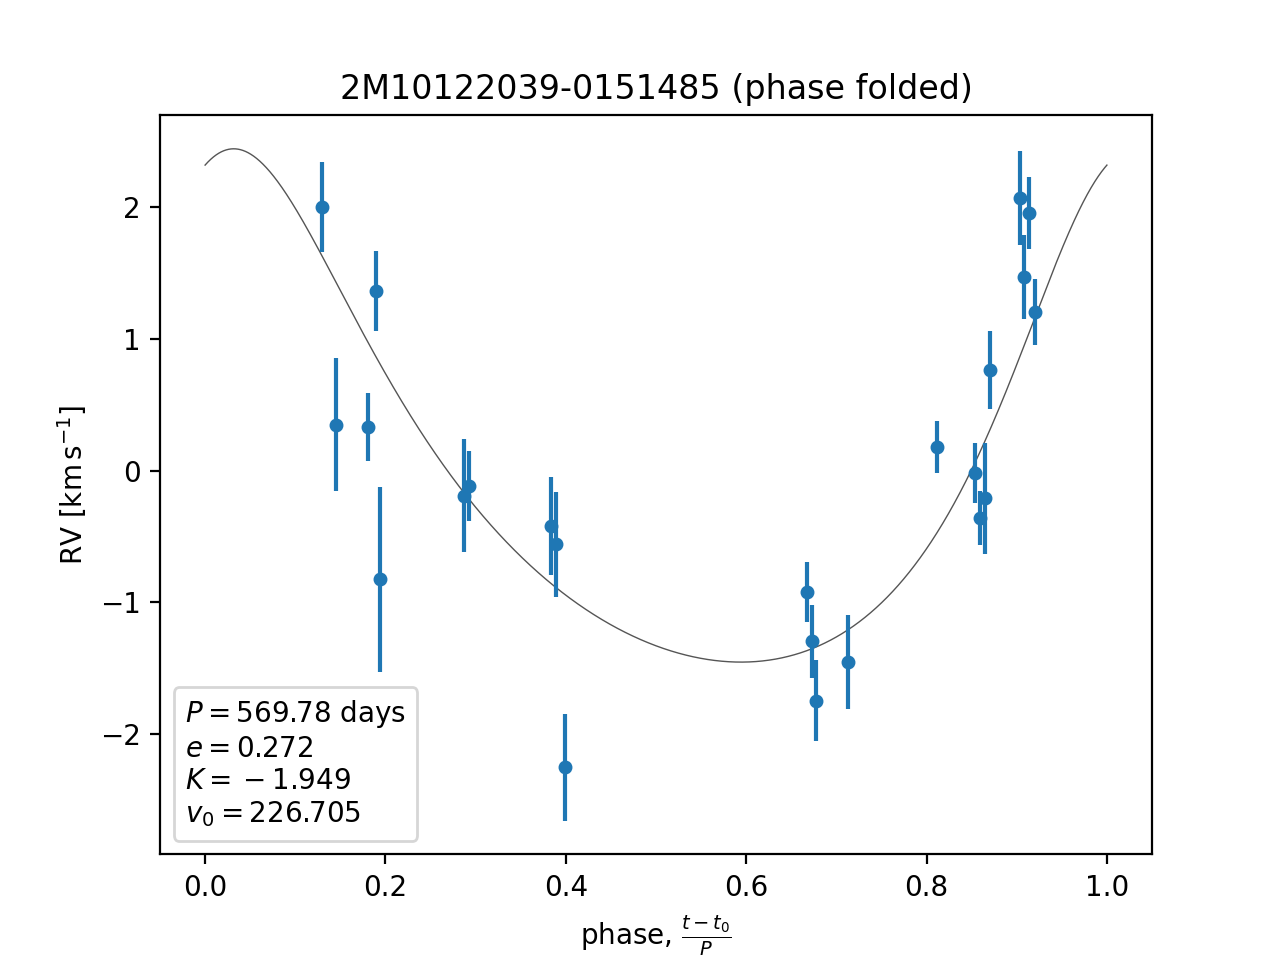 2M10122039-0151485 (phase folded)
2
1
0
−1
−2
RV [km s⁻¹]
P = 569.78 days
e = 0.272
K = −1.949
v₀ = 226.705
0.0 0.2 0.4 0.6 0.8 1.0
phase, (t − t₀)/P